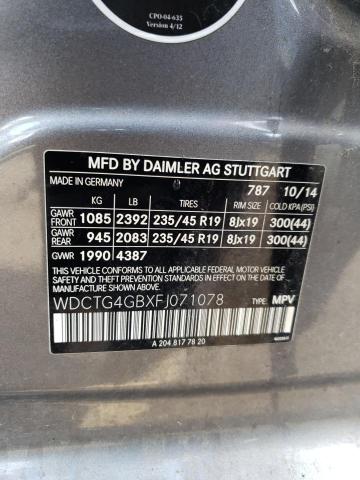 CPO-04-635
Version 4/12
MFD BY DAIMLER AG STUTTGART
MADE IN GERMANY 787 10/14
KG LB TIRES RIM SIZE COLD KPA(PSI)
GAWR FRONT 1085 2392 235/45 R19 8Jx19 300(44)
GAWR REAR 945 2083 235/45 R19 8Jx19 300(44)
GVWR 1990 4387
THIS VEHICLE CONFORMS TO ALL APPLICABLE FEDERAL MOTOR VEHICLE
SAFETY AND THEFT PREVENTION STANDARDS IN EFFECT ON THE DATE
OF MANUFACTURE SHOWN ABOVE.
WDCTG4GBXFJ071078 TYPE: MPV
A 204 817 78 20